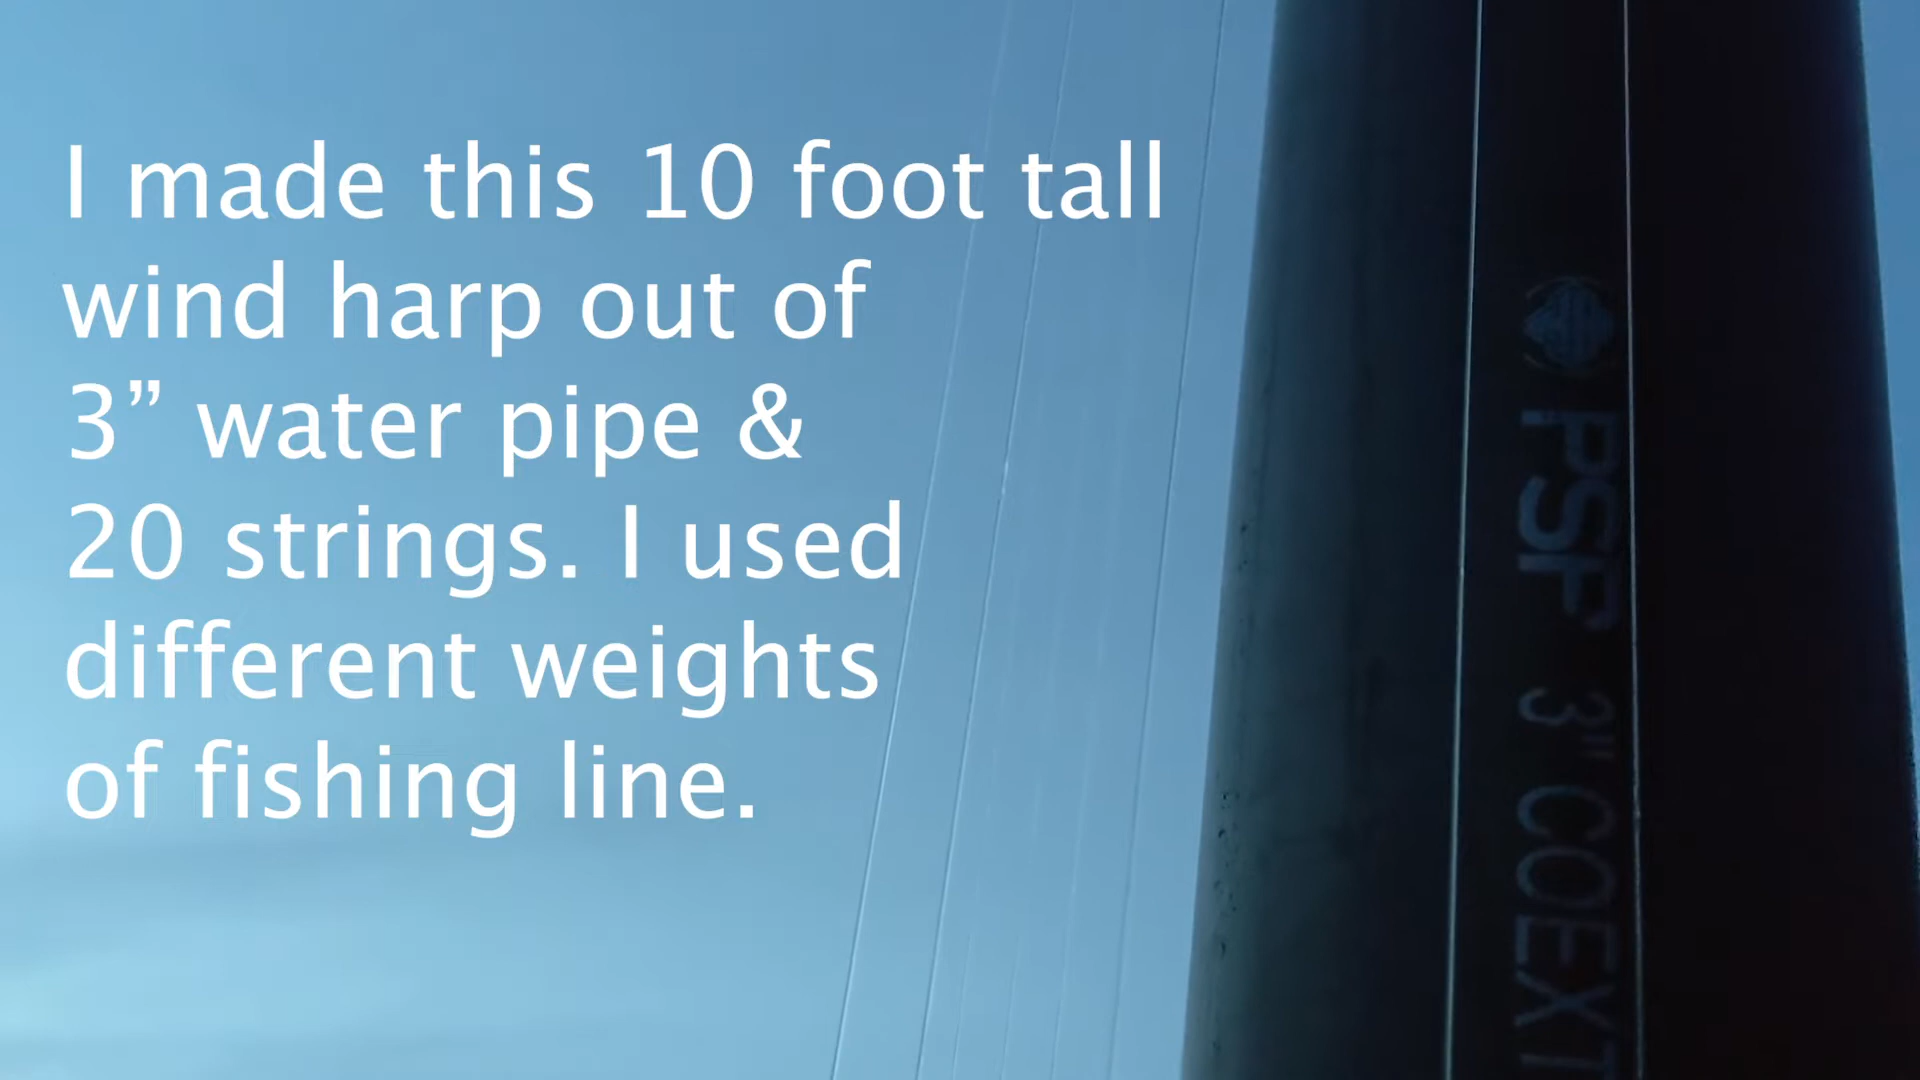 I made this 10 foot tall
wind harp out of
3” water pipe &
20 strings. I used
different weights
of fishing line.
PSP 3" COEXT